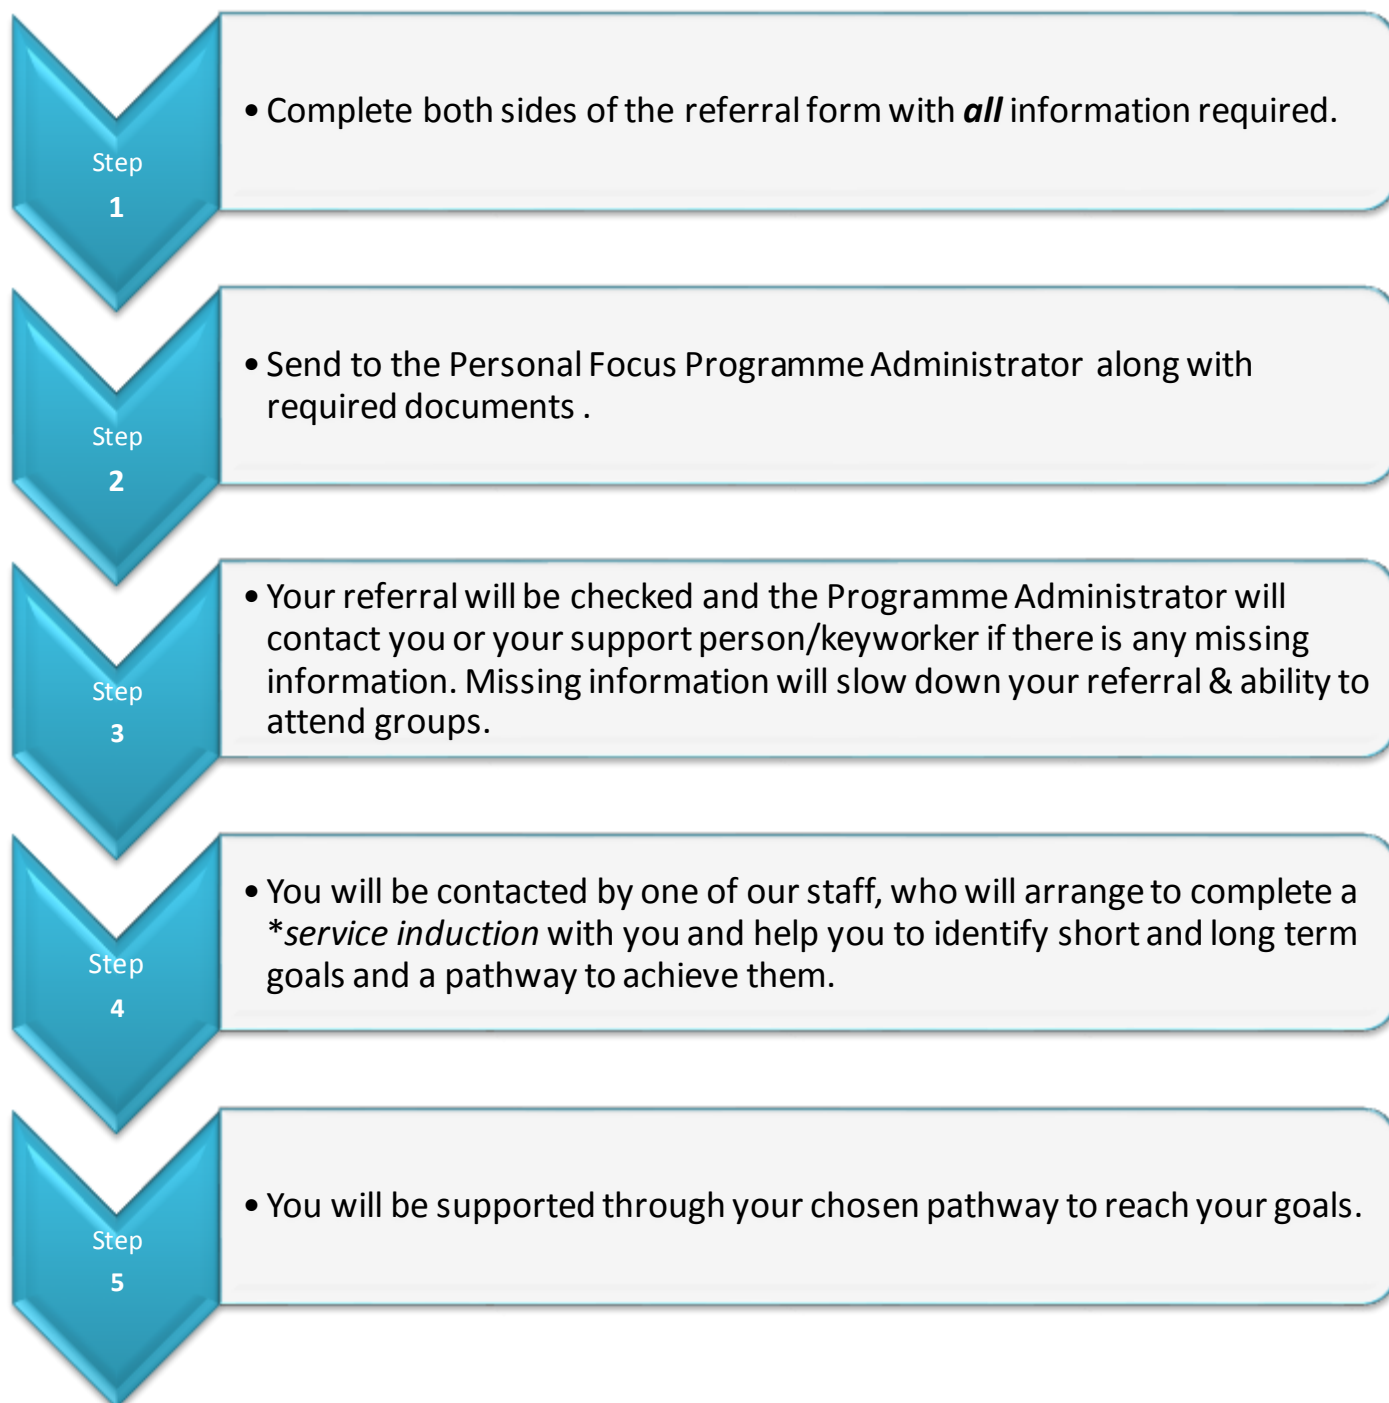 Step
1
• Complete both sides of the referral form with all information required.
Step
2
• Send to the Personal Focus Programme Administrator along with
required documents .
Step
3
• Your referral will be checked and the Programme Administrator will
contact you or your support person/keyworker if there is any missing
information. Missing information will slow down your referral & ability to
attend groups.
Step
4
• You will be contacted by one of our staff, who will arrange to complete a
*service induction with you and help you to identify short and long term
goals and a pathway to achieve them.
Step
5
• You will be supported through your chosen pathway to reach your goals.